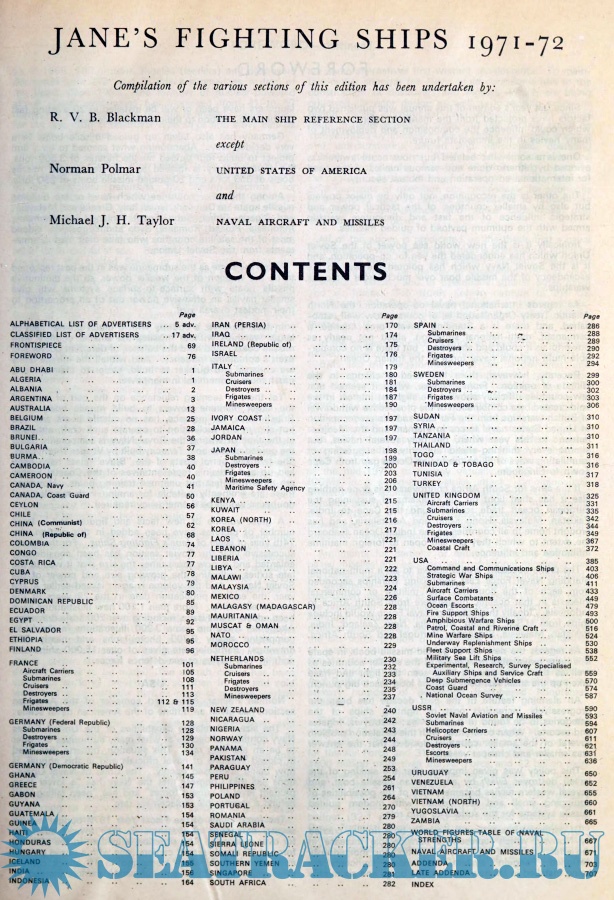 JANE'S FIGHTING SHIPS 1971-72
Compilation of the various sections of this edition has been undertaken by:
R. V. B. Blackman THE MAIN SHIP REFERENCE SECTION
except
Norman Polmar UNITED STATES OF AMERICA
and
Michael J. H. Taylor NAVAL AIRCRAFT AND MISSILES
CONTENTS
Page
ALPHABETICAL LIST OF ADVERTISERS .. 5 adv.
CLASSIFIED LIST OF ADVERTISERS .. 17 adv.
FRONTISPIECE 69
FOREWORD 76
ABU DHABI 1
ALGERIA 1
ALBANIA 2
ARGENTINA 3
AUSTRALIA 13
BELGIUM 25
BRAZIL 28
BRUNEI 36
BULGARIA 37
BURMA 38
CAMBODIA 40
CAMEROON 40
CANADA, Navy 41
CANADA, Coast Guard 50
CEYLON 56
CHILE 57
CHINA (Communist) 62
CHINA (Republic of) 68
COLOMBIA 74
CONGO 77
COSTA RICA 77
CUBA 78
CYPRUS 79
DENMARK 80
DOMINICAN REPUBLIC 85
ECUADOR 89
EGYPT 92
EL SALVADOR 95
ETHIOPIA 95
FINLAND 96
FRANCE 101
Aircraft Carriers 105
Submarines 108
Cruisers 111
Destroyers 113
Frigates 112 & 115
Minesweepers 119
GERMANY (Federal Republic) 128
Submarines 128
Destroyers 129
Frigates 130
Minesweepers 134
GERMANY (Democratic Republic) 141
GHANA 145
GREECE 147
GABON 153
GUYANA 153
GUATEMALA 154
GUINEA 154
HAITI 154
HONDURAS 154
HUNGARY 154
ICELAND 155
INDIA 156
INDONESIA 164
Page
IRAN (PERSIA) 170
IRAQ 174
IRELAND (Republic of) 175
ISRAEL 176
ITALY 179
Submarines 180
Cruisers 181
Destroyers 184
Frigates 187
Minesweepers 190
IVORY COAST 197
JAMAICA 197
JORDAN 197
JAPAN 198
Submarines 199
Destroyers 200
Frigates 203
Minesweepers 206
Maritime Safety Agency 210
KENYA 215
KUWAIT 215
KOREA (NORTH) 216
KOREA 217
LAOS 221
LEBANON 221
LIBERIA 221
LIBYA 222
MALAWI 223
MALAYSIA 224
MEXICO 226
MALAGASY (MADAGASCAR) 228
MAURITANIA 228
MUSCAT & OMAN 228
NATO 228
MOROCCO 229
NETHERLANDS 230
Submarines 232
Cruisers 233
Frigates 234
Destroyers 235
Minesweepers 237
NEW ZEALAND 240
NICARAGUA 242
NIGERIA 243
NORWAY 244
PANAMA 248
PAKISTAN 249
PARAGUAY 253
PERU 254
PHILIPPINES 261
POLAND 264
PORTUGAL 270
ROMANIA 279
SAUDI ARABIA 280
SENEGAL 280
SIERRA LEONE 280
SOMALI REPUBLIC 280
SOUTHERN YEMEN 280
SINGAPORE 281
SOUTH AFRICA 282
Page
SPAIN 286
Submarines 288
Cruisers 289
Destroyers 290
Frigates 292
Minesweepers 294
SWEDEN 299
Submarines 300
Destroyers 302
Frigates 303
Minesweepers 306
SUDAN 310
SYRIA 310
TANZANIA 310
THAILAND 311
TOGO 316
TRINIDAD & TOBAGO 316
TUNISIA 317
TURKEY 318
UNITED KINGDOM 325
Aircraft Carriers 331
Submarines 335
Cruisers 342
Destroyers 344
Frigates 349
Minesweepers 367
Coastal Craft 372
USA 385
Command and Communications Ships 403
Strategic War Ships 406
Submarines 411
Aircraft Carriers 433
Surface Combatants 449
Ocean Escorts 479
Fire Support Ships 493
Amphibious Warfare Ships 500
Patrol, Coastal and Riverine Craft 516
Mine Warfare Ships 524
Underway Replenishment Ships 530
Fleet Support Ships 538
Military Sea Lift Ships 552
Experimental, Research, Survey Specialised
Auxiliary Ships and Service Craft 559
Deep Submergence Vehicles 570
Coast Guard 574
National Ocean Survey 587
USSR 590
Soviet Naval Aviation and Missiles 593
Submarines 594
Helicopter Carriers 607
Cruisers 611
Destroyers 621
Escorts 631
Minesweepers 636
URUGUAY 650
VENEZUELA 652
VIETNAM 655
VIETNAM (NORTH) 660
YUGOSLAVIA 661
ZAMBIA 665
WORLD FIGURES TABLE OF NAVAL
STRENGTHS 667
NAVAL AIRCRAFT AND MISSILES 671
ADDENDA 703
LATE ADDENDA 707
INDEX
SEATRACKER.RU